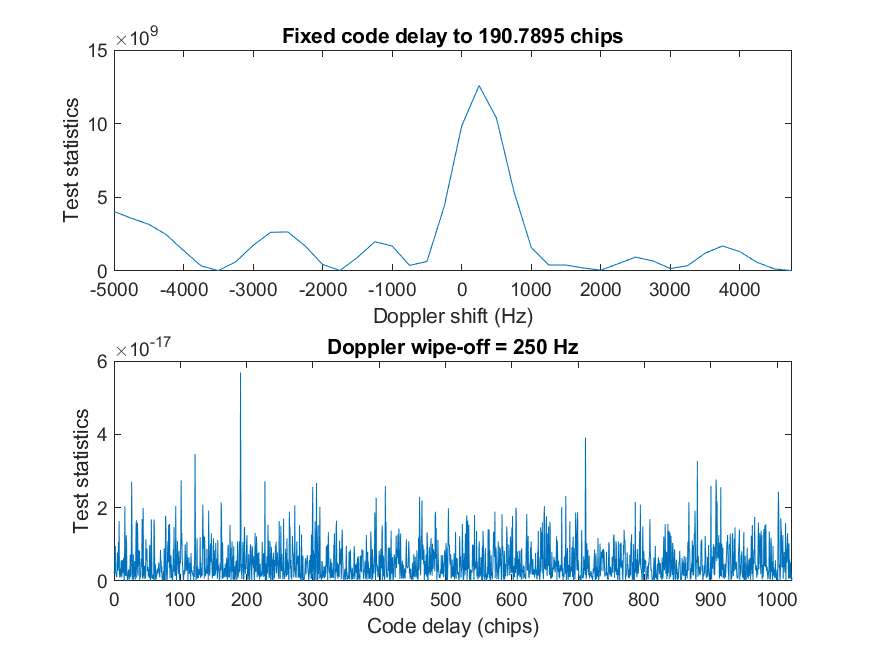 Fixed code delay to 190.7895 chips
×10⁹
15
10
5
0
Test statistics
-5000 -4000 -3000 -2000 -1000 0 1000 2000 3000 4000
Doppler shift (Hz)
Doppler wipe-off = 250 Hz
×10⁻¹⁷
6
4
2
0
Test statistics
0 100 200 300 400 500 600 700 800 900 1000
Code delay (chips)